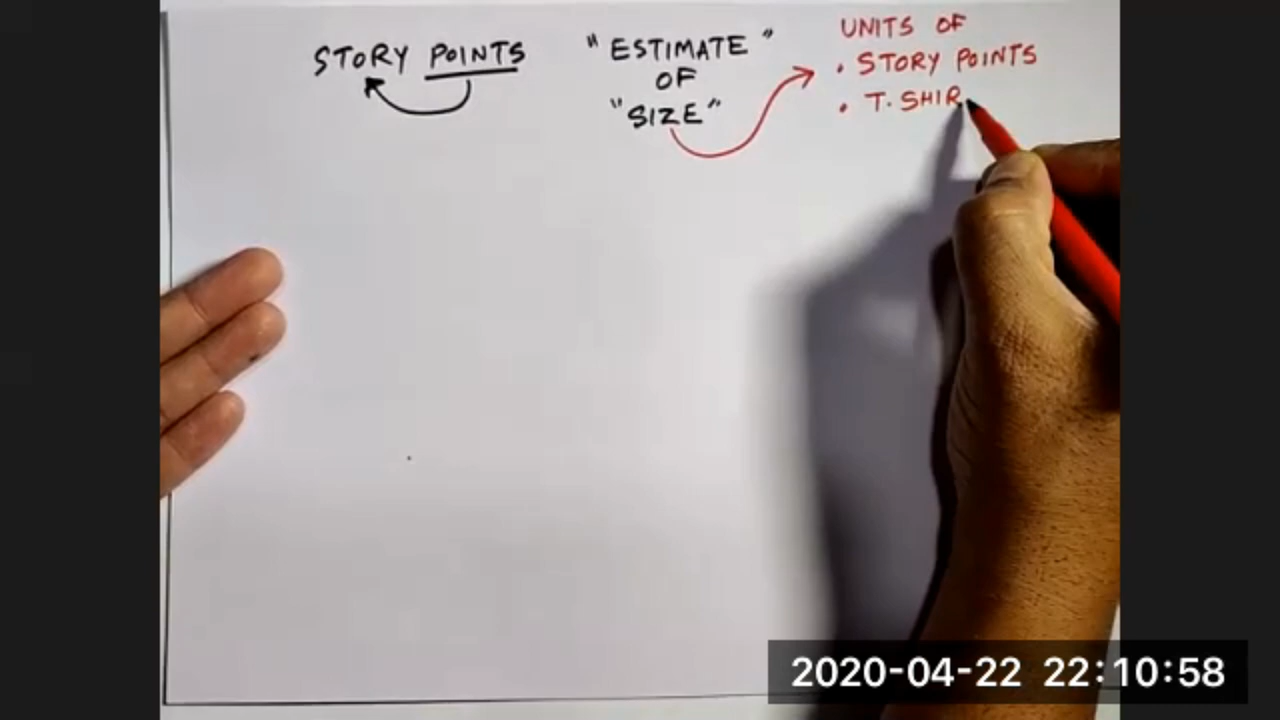 STORY POINTS
"ESTIMATE"
OF
"SIZE"
UNITS OF
. STORY POINTS
. T. SHIR
2020-04-22 22:10:58